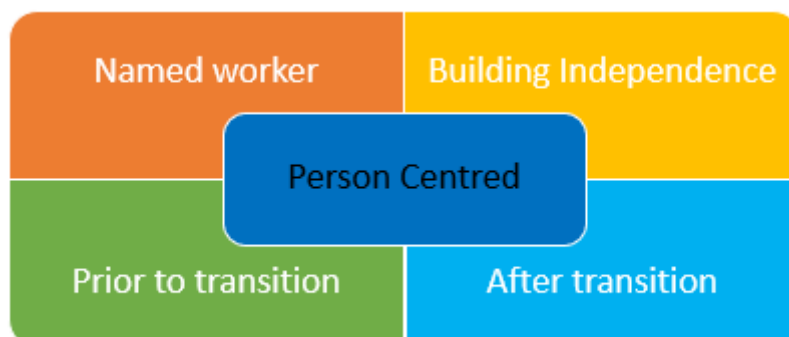 Named worker
Building Independence
Person Centred
Prior to transition
After transition